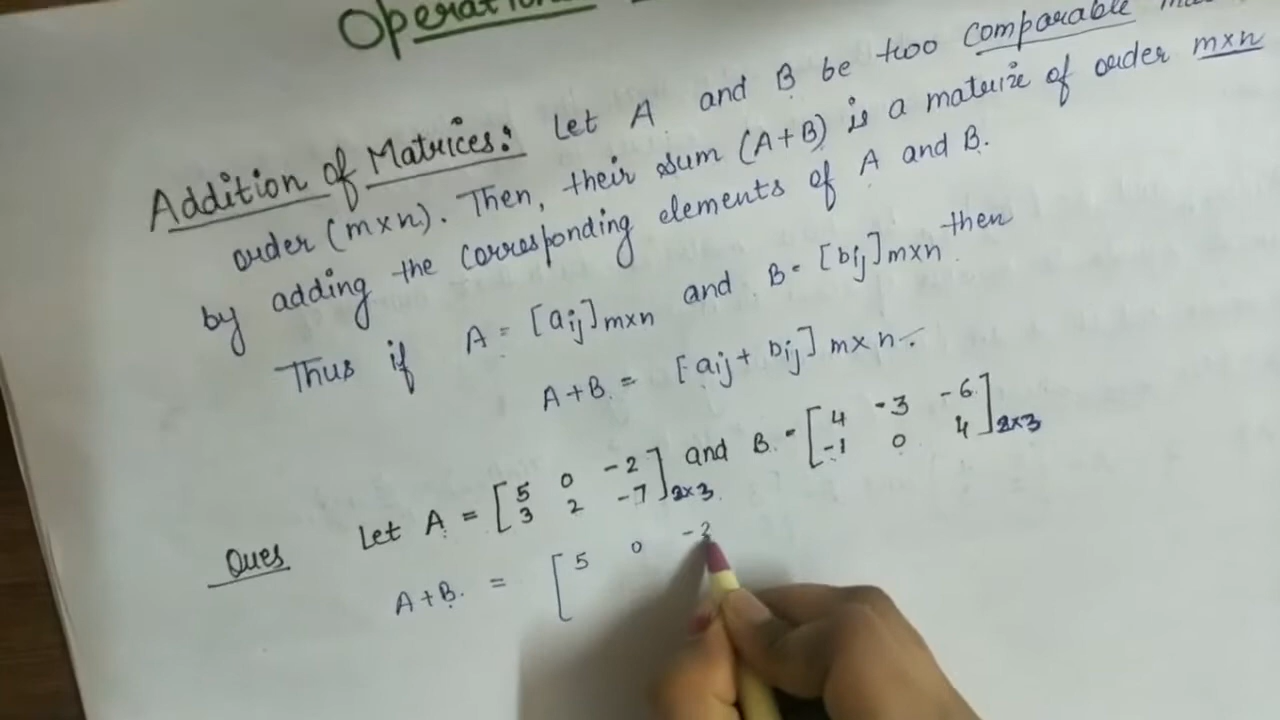 Operation
Addition of Matrices: Let A and B be two comparable
order (m×n). Then, their sum (A+B) is a matrix of order m×n
by adding the corresponding elements of A and B.
Thus if A = [aij]m×n and B = [bij]m×n then
A+B = [aij + bij] m×n.
Ques Let A = [5 0 -2
3 2 -7]2×3 and B = [4 -3 -6
-1 0 4]2×3
A+B = [5 0 -2